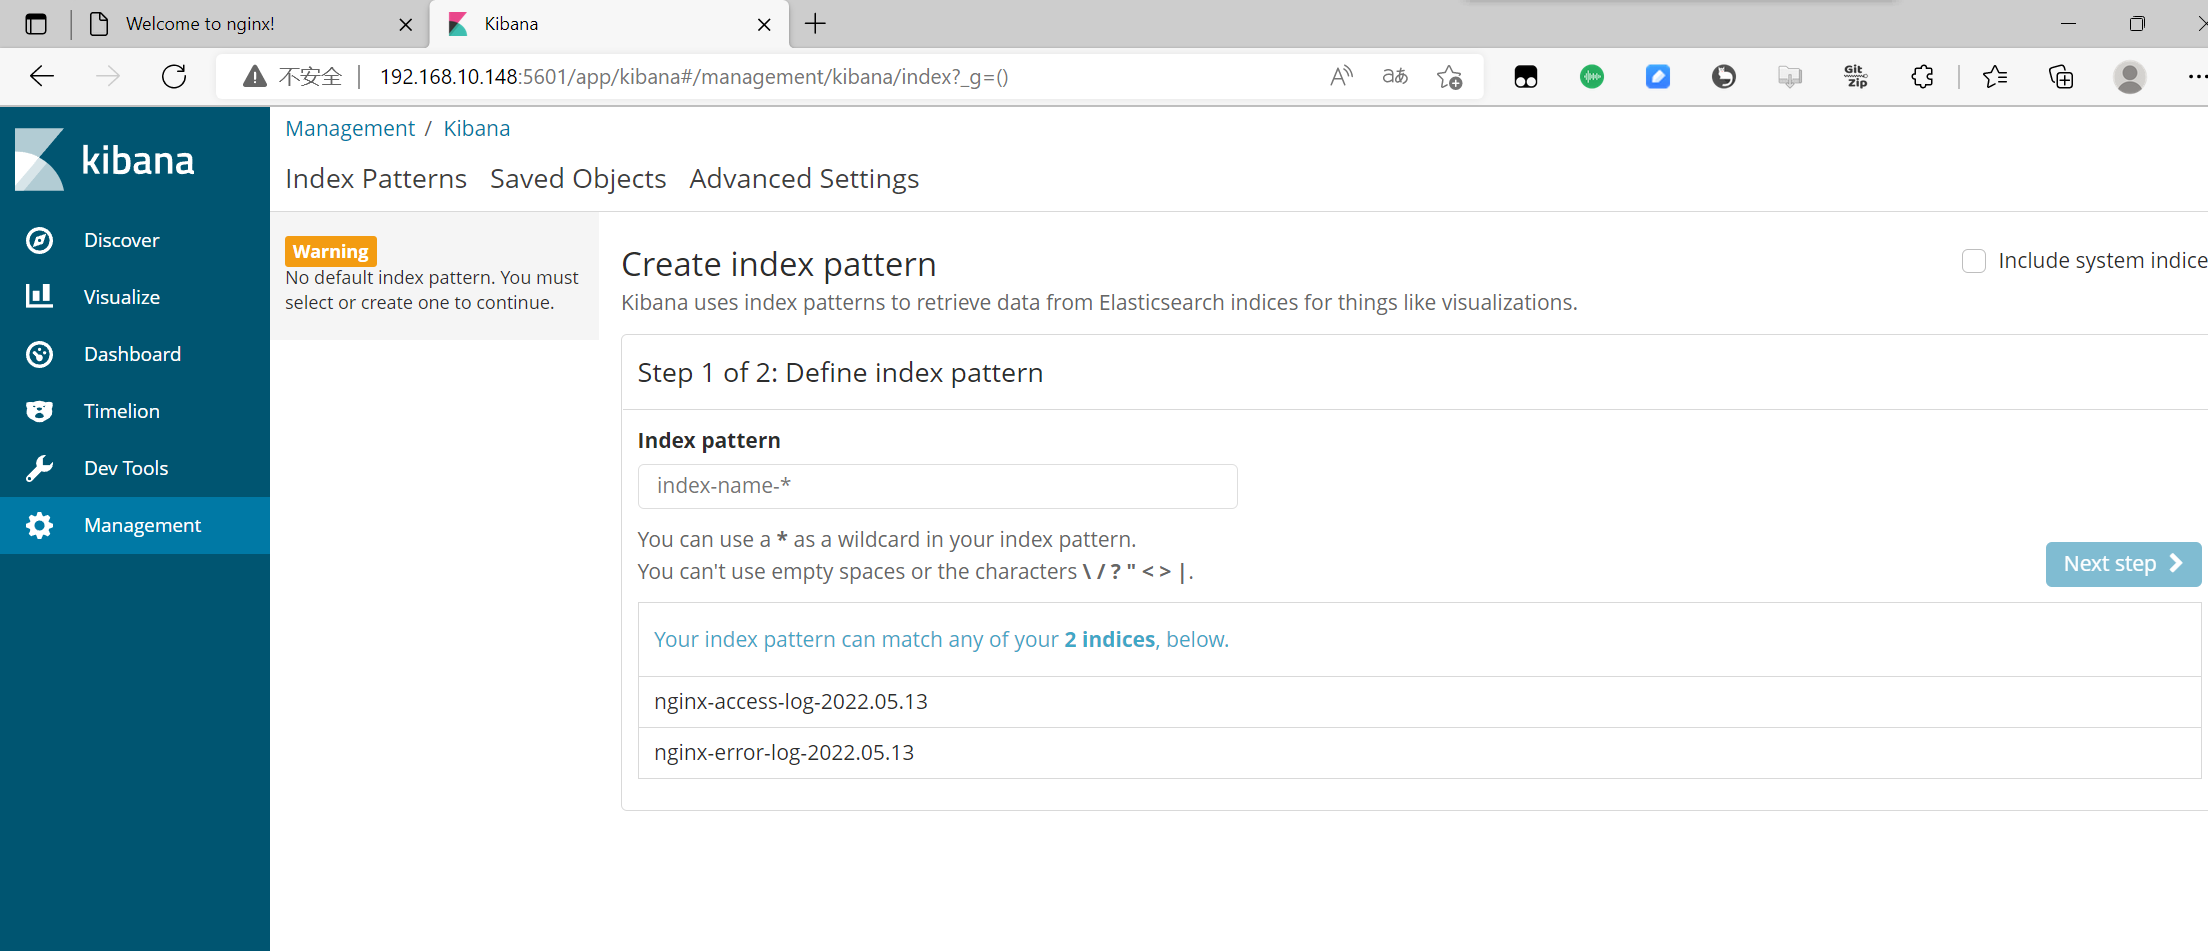 Welcome to nginx!
Kibana
不安全
192.168.10.148:5601/app/kibana#/management/kibana/index?_g=()
Git Zip
kibana
Discover
Visualize
Dashboard
Timelion
Dev Tools
Management
Management / Kibana
Index Patterns Saved Objects Advanced Settings
Warning
No default index pattern. You must
select or create one to continue.
Create index pattern
Include system indice
Kibana uses index patterns to retrieve data from Elasticsearch indices for things like visualizations.
Step 1 of 2: Define index pattern
Index pattern
index-name-*
You can use a * as a wildcard in your index pattern.
You can't use empty spaces or the characters \ / ? " < > |.
Next step
Your index pattern can match any of your 2 indices, below.
nginx-access-log-2022.05.13
nginx-error-log-2022.05.13